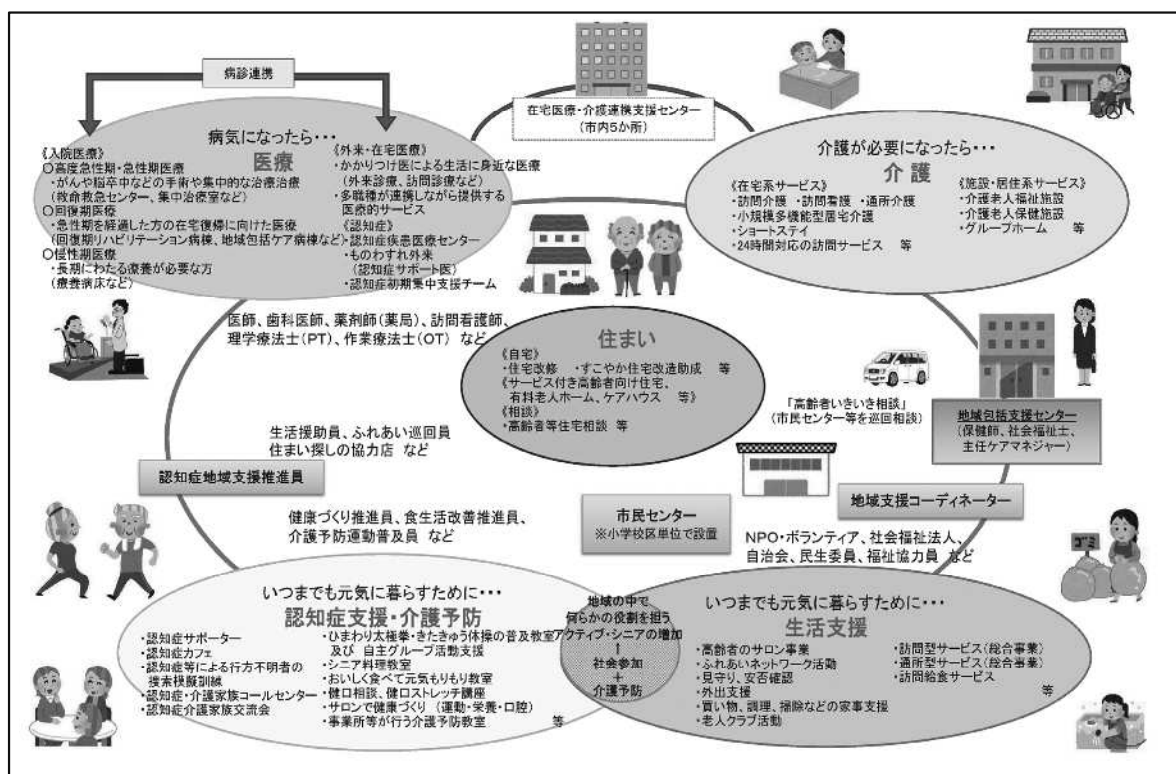 病診連携
在宅医療・介護連携支援センター
(市内5か所)
病気になったら・・・
医療
《入院医療》
○高度急性期・急性期医療
・がんや脳卒中などの手術や集中的な治療治療
(救命救急センター、集中治療室など)
○回復期医療
・急性期を経過した方の在宅復帰に向けた医療
(回復期リハビリテーション病棟、地域包括ケア病棟など)
○慢性期医療
・長期にわたる療養が必要な方
(療養病床など)
《外来・在宅医療》
・かかりつけ医による生活に身近な医療
(外来診療、訪問診療など)
・多職種が連携しながら提供する
医療的サービス
《認知症》
・認知症疾患医療センター
・ものわすれ外来
(認知症サポート医)
・認知症初期集中支援チーム
介護が必要になったら・・・
介護
《在宅系サービス》
・訪問介護 ・訪問看護 ・通所介護
・小規模多機能型居宅介護
・ショートステイ
・24時間対応の訪問サービス 等
《施設・居住系サービス》
・介護老人福祉施設
・介護老人保健施設
・グループホーム 等
医師、歯科医師、薬剤師(薬局)、訪問看護師、
理学療法士(PT)、作業療法士(OT) など
住まい
《自宅》
・住宅改修 ・すこやか住宅改造助成 等
《サービス付き高齢者向け住宅、
有料老人ホーム、ケアハウス 等》
《相談》
・高齢者等住宅相談 等
「高齢者いきいき相談」
(市民センター等を巡回相談)
地域包括支援センター
(保健師、社会福祉士、
主任ケアマネジャー)
生活援助員、ふれあい巡回員
住まい探しの協力店 など
認知症地域支援推進員
健康づくり推進員、食生活改善推進員、
介護予防運動普及員 など
市民センター
※小学校区単位で設置
地域支援コーディネーター
NPO・ボランティア、社会福祉法人、
自治会、民生委員、福祉協力員 など
ゴミ
いつまでも元気に暮らすために・・・
認知症支援・介護予防
・認知症サポーター
・認知症カフェ
・認知症等による行方不明者の
捜索模擬訓練
・認知症・介護家族コールセンター
・認知症介護家族交流会
・ひまわり太極拳・きたきゅう体操の普及教室
及び 自主グループ活動支援
・シニア料理教室
・おいしく食べて元気もりもり教室
・健口相談、健口ストレッチ講座
・サロンで健康づくり (運動・栄養・口腔)
・事業所等が行う介護予防教室 等
地域の中で
何らかの役割を担う
アクティブ・シニアの増加
↑
社会参加
+
介護予防
いつまでも元気に暮らすために・・・
生活支援
・高齢者のサロン事業
・ふれあいネットワーク活動
・見守り、安否確認
・外出支援
・買い物、調理、掃除などの家事支援
・老人クラブ活動
・訪問型サービス(総合事業)
・通所型サービス(総合事業)
・訪問給食サービス
等